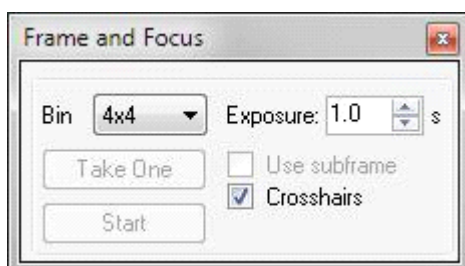 Frame and Focus
Bin 4x4 Exposure: 1.0 s
Take One Use subframe
Crosshairs
Start